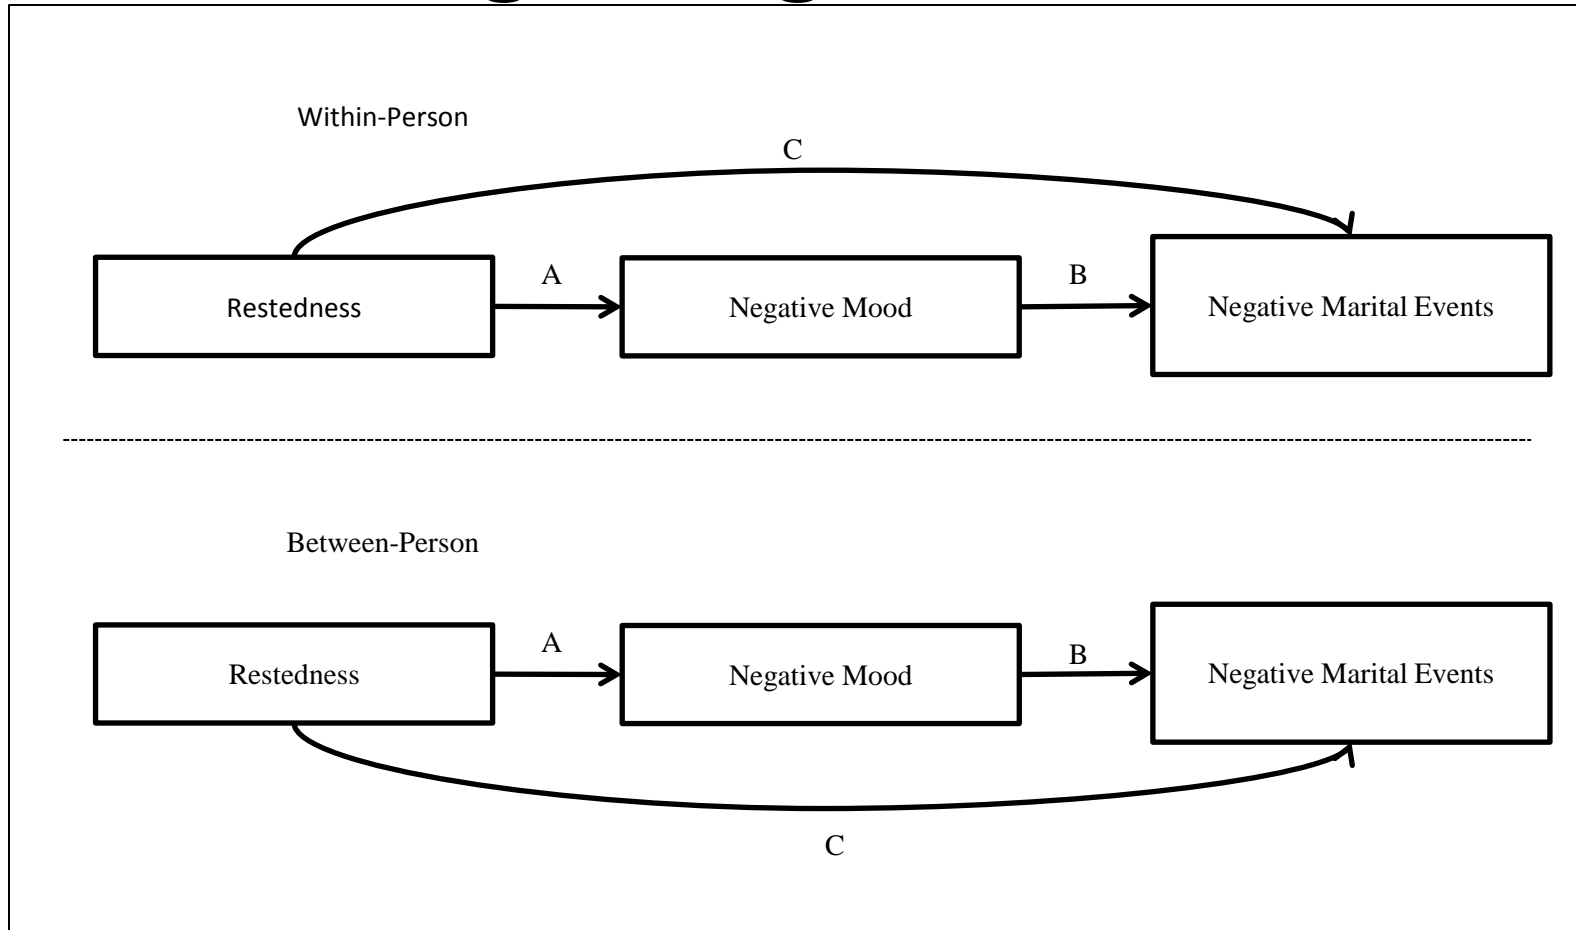 Within-Person
C
A
B
Restedness
Negative Mood
Negative Marital Events
Between-Person
A
B
Restedness
Negative Mood
Negative Marital Events
C